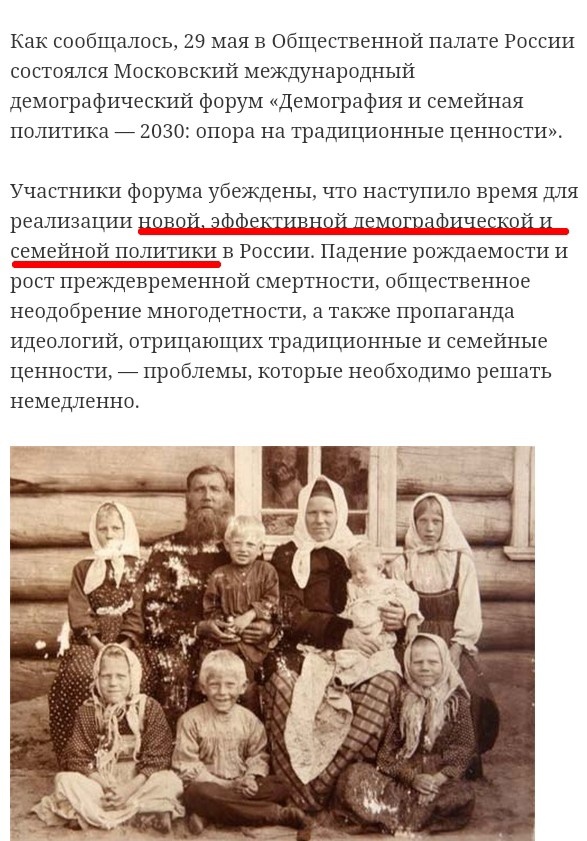 Как сообщалось, 29 мая в Общественной палате России
состоялся Московский международный
демографический форум «Демография и семейная
политика — 2030: опора на традиционные ценности».
Участники форума убеждены, что наступило время для
реализации новой, эффективной демографической и
семейной политики в России. Падение рождаемости и
рост преждевременной смертности, общественное
неодобрение многодетности, а также пропаганда
идеологий, отрицающих традиционные и семейные
ценности, — проблемы, которые необходимо решать
немедленно.